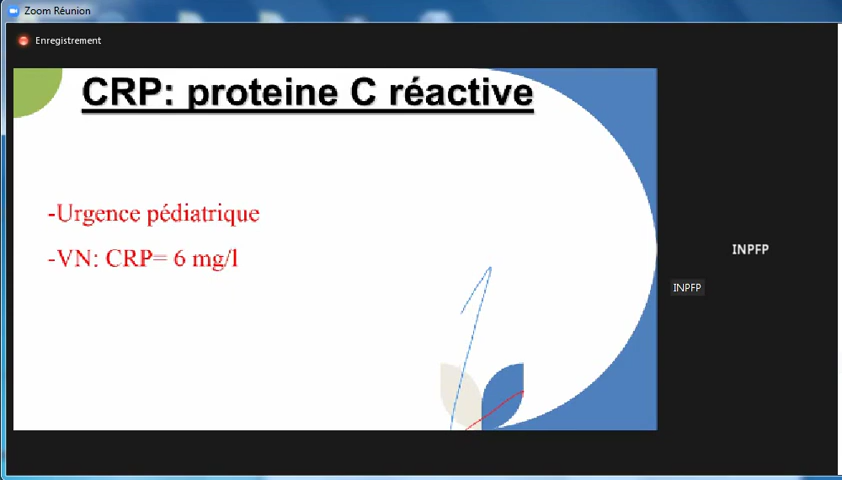 Zoom Réunion
Enregistrement
CRP: proteine C réactive
-Urgence pédiatrique
-VN: CRP= 6 mg/l
INPFP
INPFP